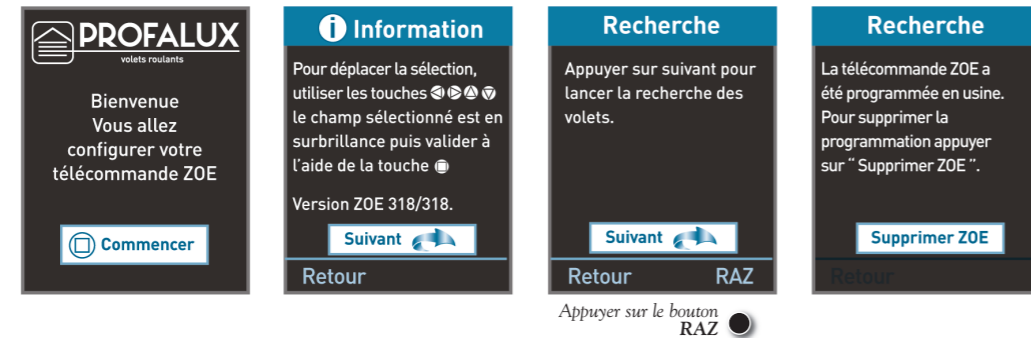 PROFALUX
volets roulants
Bienvenue
Vous allez
configurer votre
télécommande ZOE
Commencer
i Information
Pour déplacer la sélection,
utiliser les touches
le champ sélectionné est en
surbrillance puis valider à
l'aide de la touche
Version ZOE 318/318.
Suivant
Retour
Recherche
Appuyer sur suivant pour
lancer la recherche des
volets.
Suivant
Retour RAZ
Appuyer sur le bouton
RAZ
Recherche
La télécommande ZOE a
été programmée en usine.
Pour supprimer la
programmation appuyer
sur “ Supprimer ZOE ”.
Supprimer ZOE
Retour